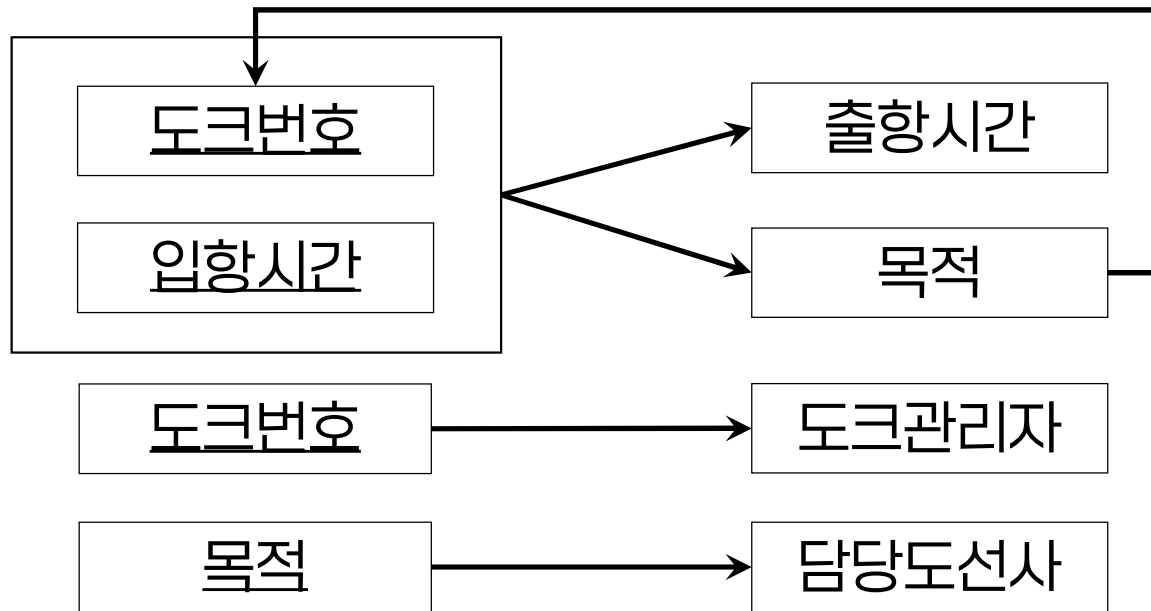 도크번호
출항시간
입항시간
목적
도크번호
도크관리자
목적
담당도선사